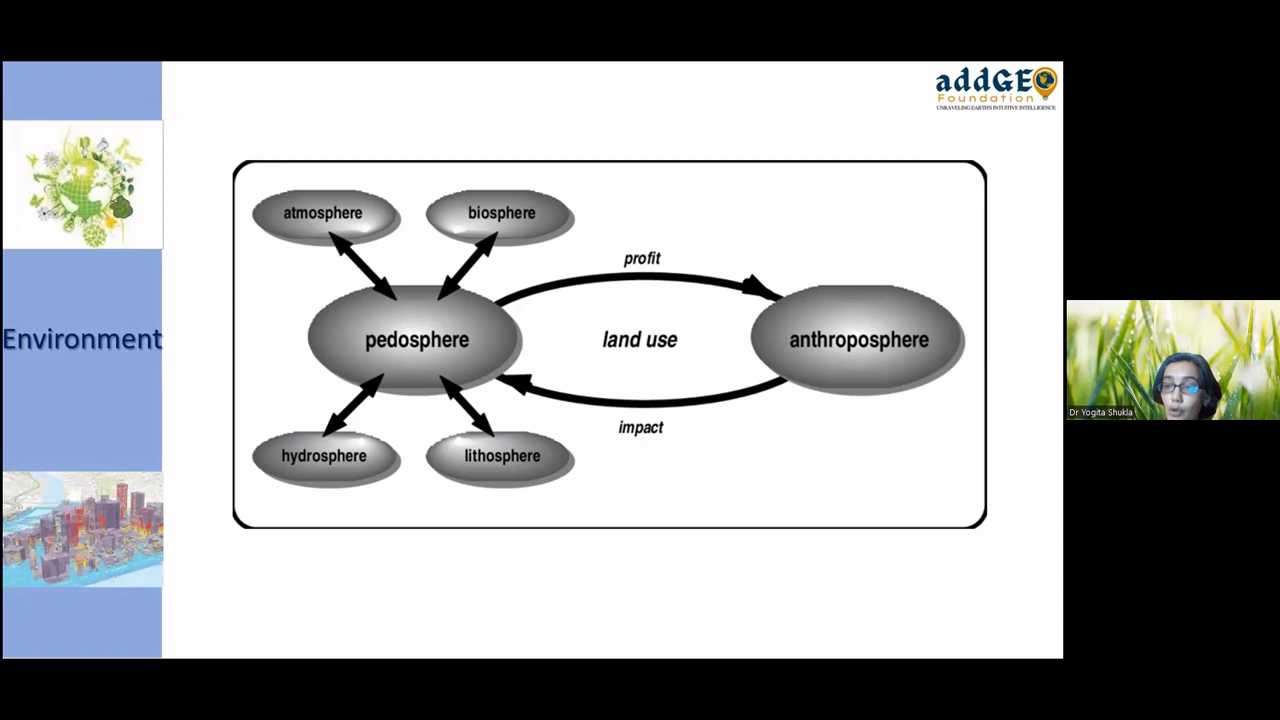 addGEO
Foundation
UNRAVELING EARTH'S INTUITIVE INTELLIGENCE
Environment
atmosphere
biosphere
profit
pedosphere
land use
anthroposphere
impact
hydrosphere
lithosphere
Dr Yogita Shukla